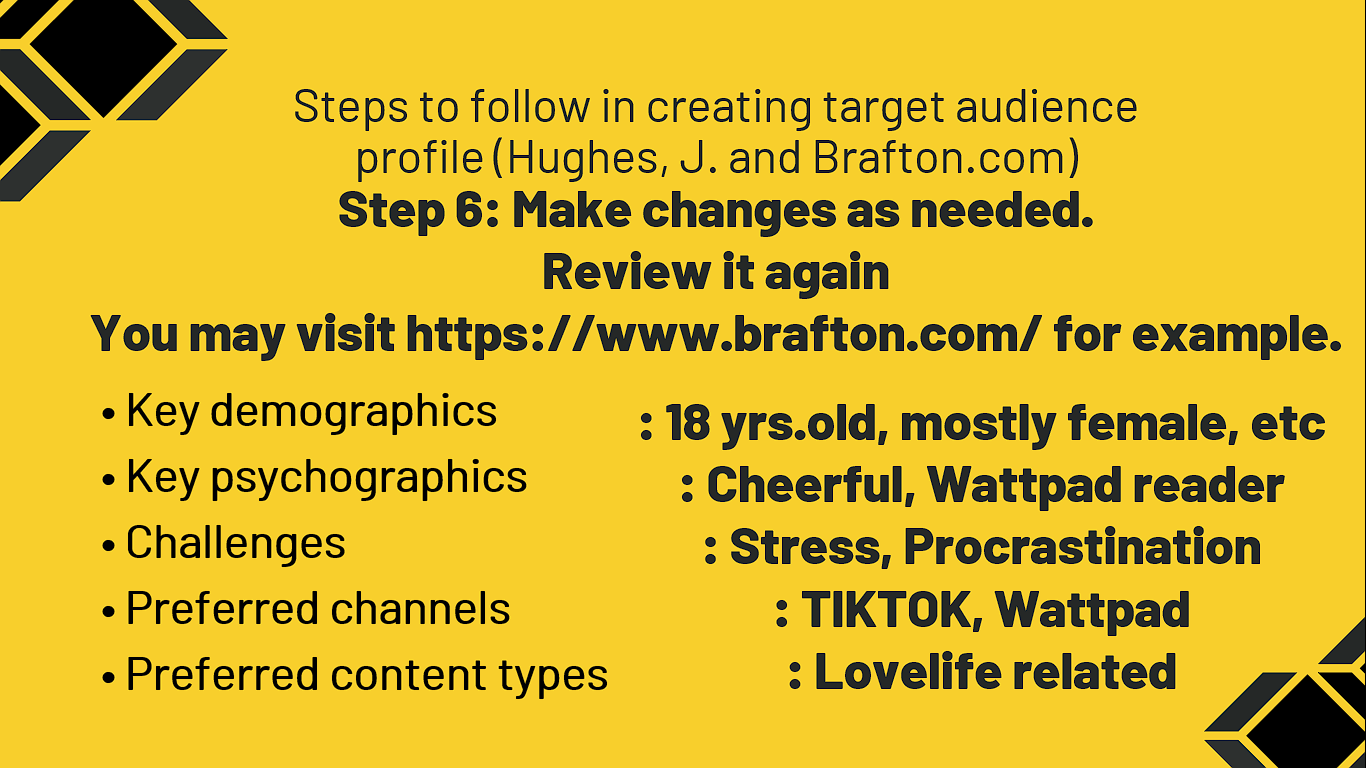 Steps to follow in creating target audience
profile (Hughes, J. and Brafton.com)
Step 6: Make changes as needed.
Review it again
You may visit https://www.brafton.com/ for example.
• Key demographics : 18 yrs.old, mostly female, etc
• Key psychographics : Cheerful, Wattpad reader
• Challenges : Stress, Procrastination
• Preferred channels : TIKTOK, Wattpad
• Preferred content types : Lovelife related